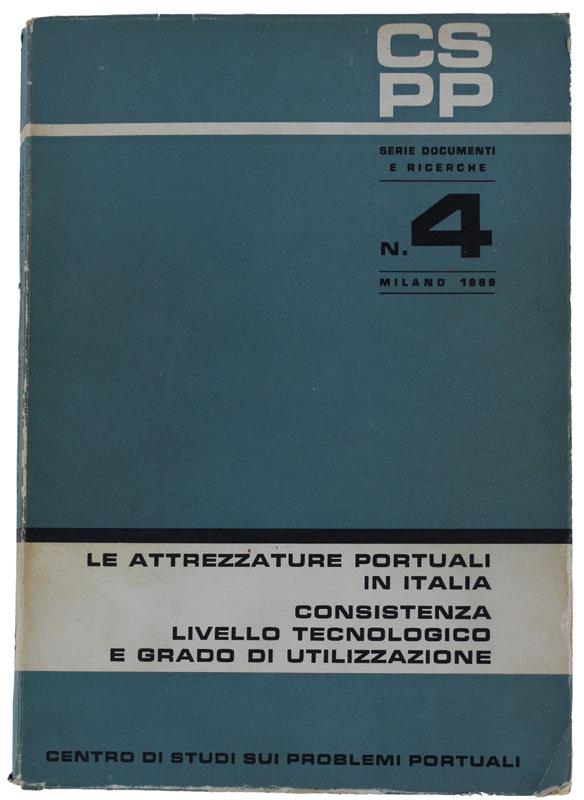 CS
PP
SERIE DOCUMENTI
E RICERCHE
N. 4
MILANO 1969
LE ATTREZZATURE PORTUALI
IN ITALIA
CONSISTENZA
LIVELLO TECNOLOGICO
E GRADO DI UTILIZZAZIONE
CENTRO DI STUDI SUI PROBLEMI PORTUALI